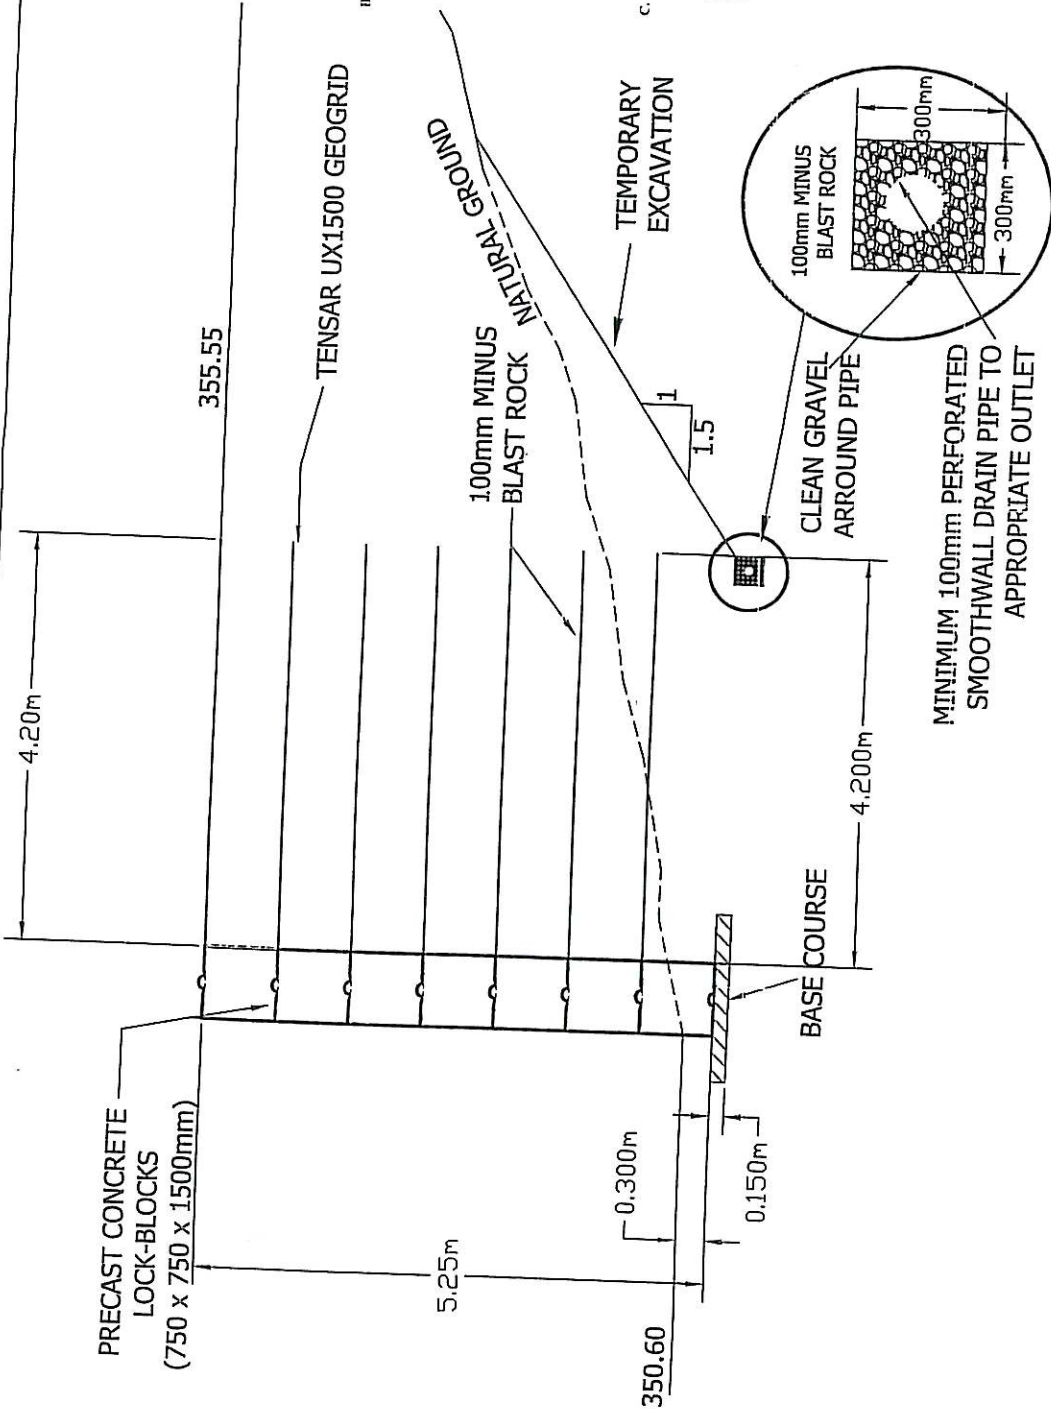 4.20m
355.55
PRECAST CONCRETE
LOCK-BLOCKS
(750 x 750 x 1500mm)
TENSAR UX1500 GEOGRID
100mm MINUS
BLAST ROCK
NATURAL GROUND
TEMPORARY
EXCAVATION
5.25m
1
1.5
0.300m
350.60
0.150m
BASE COURSE
4.200m
CLEAN GRAVEL
ARROUND PIPE
100mm MINUS
BLAST ROCK
300mm
300mm
MINIMUM 100mm PERFORATED
SMOOTHWALL DRAIN PIPE TO
APPROPRIATE OUTLET
C.